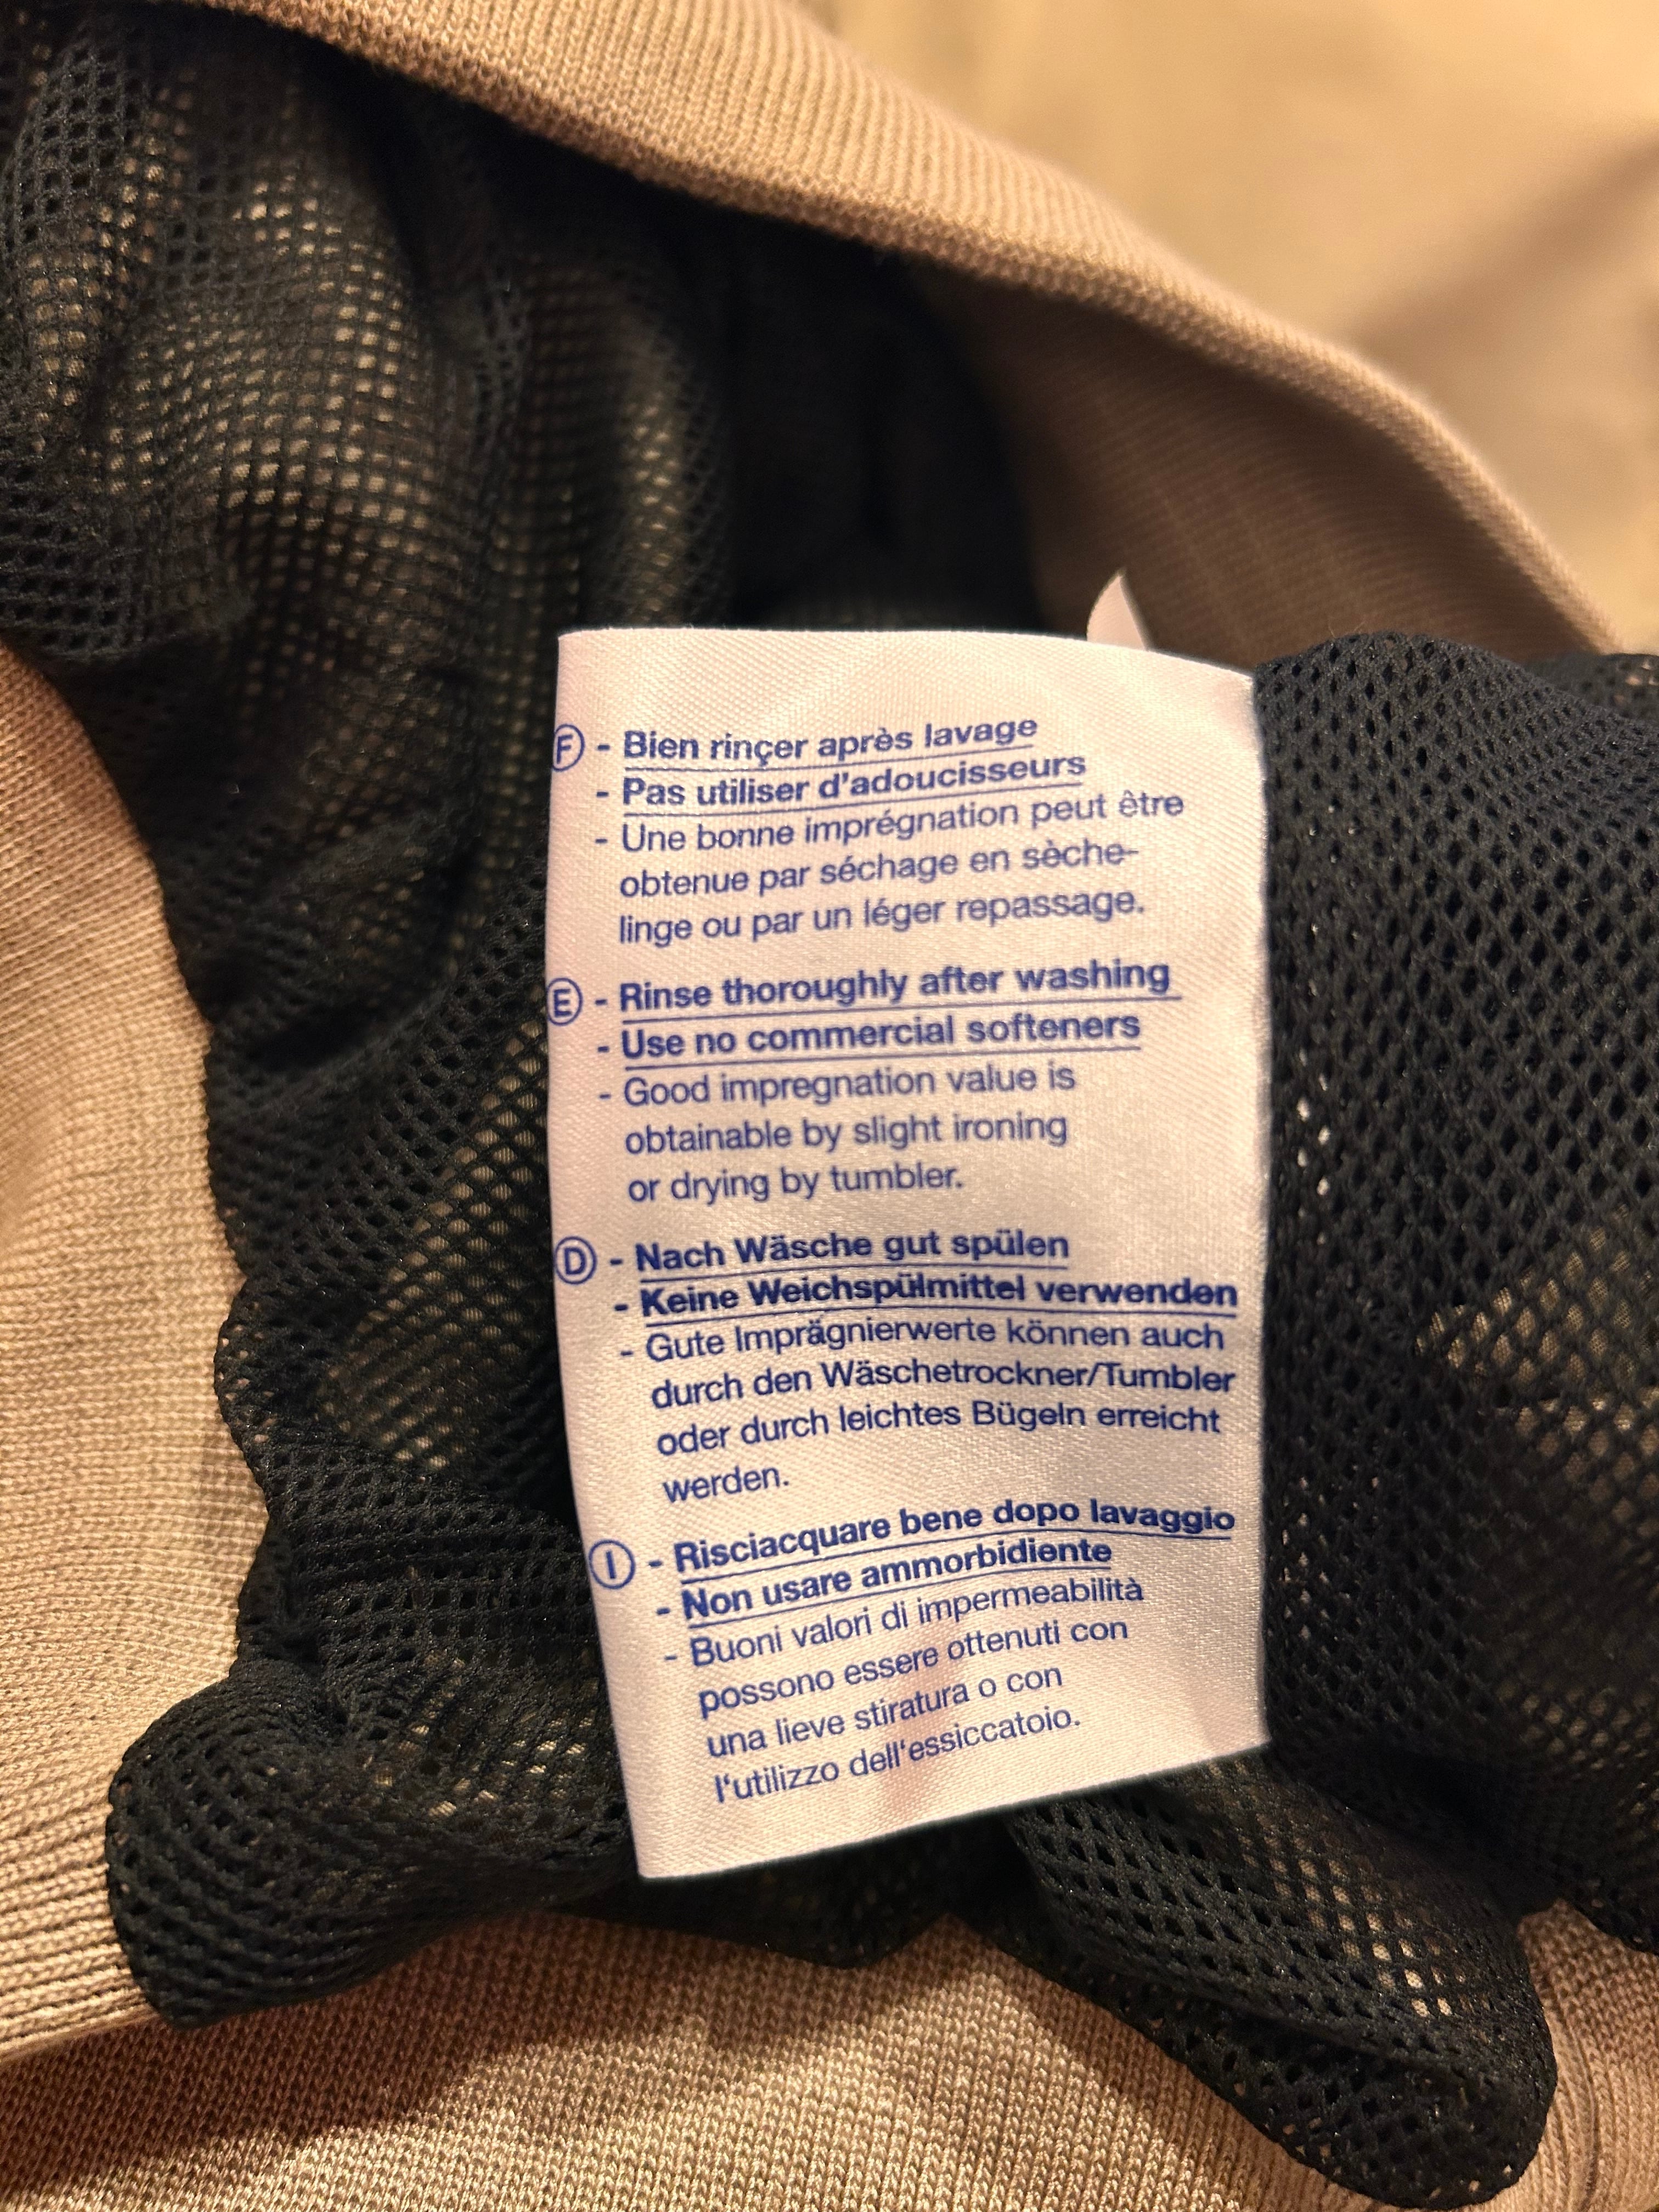 Ⓕ - Bien rinçer après lavage
- Pas utiliser d'adoucisseurs
- Une bonne imprégnation peut être
obtenue par séchage en sèche-
linge ou par un léger repassage.
Ⓔ - Rinse thoroughly after washing
- Use no commercial softeners
- Good impregnation value is
obtainable by slight ironing
or drying by tumbler.
Ⓓ - Nach Wäsche gut spülen
- Keine Weichspülmittel verwenden
- Gute Imprägnierwerte können auch
durch den Wäschetrockner/Tumbler
oder durch leichtes Bügeln erreicht
werden.
Ⓘ - Risciacquare bene dopo lavaggio
- Non usare ammorbidiente
- Buoni valori di impermeabilità
possono essere ottenuti con
una lieve stiratura o con
l'utilizzo dell'essiccatoio.